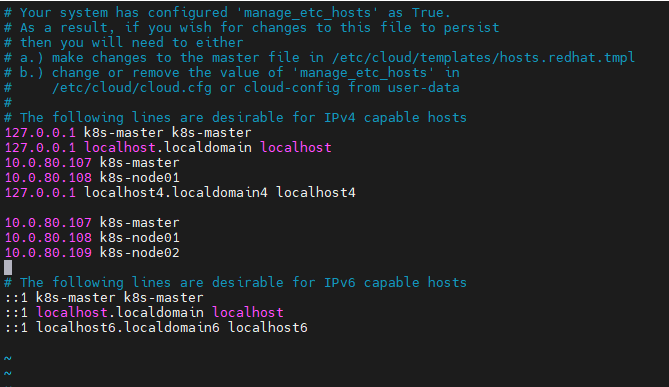 # Your system has configured 'manage_etc_hosts' as True.
# As a result, if you wish for changes to this file to persist
# then you will need to either
# a.) make changes to the master file in /etc/cloud/templates/hosts.redhat.tmpl
# b.) change or remove the value of 'manage_etc_hosts' in
#     /etc/cloud/cloud.cfg or cloud-config from user-data
#
# The following lines are desirable for IPv4 capable hosts
127.0.0.1 k8s-master k8s-master
127.0.0.1 localhost.localdomain localhost
10.0.80.107 k8s-master
10.0.80.108 k8s-node01
127.0.0.1 localhost4.localdomain4 localhost4
10.0.80.107 k8s-master
10.0.80.108 k8s-node01
10.0.80.109 k8s-node02
# The following lines are desirable for IPv6 capable hosts
::1 k8s-master k8s-master
::1 localhost.localdomain localhost
::1 localhost6.localdomain6 localhost6
~
~